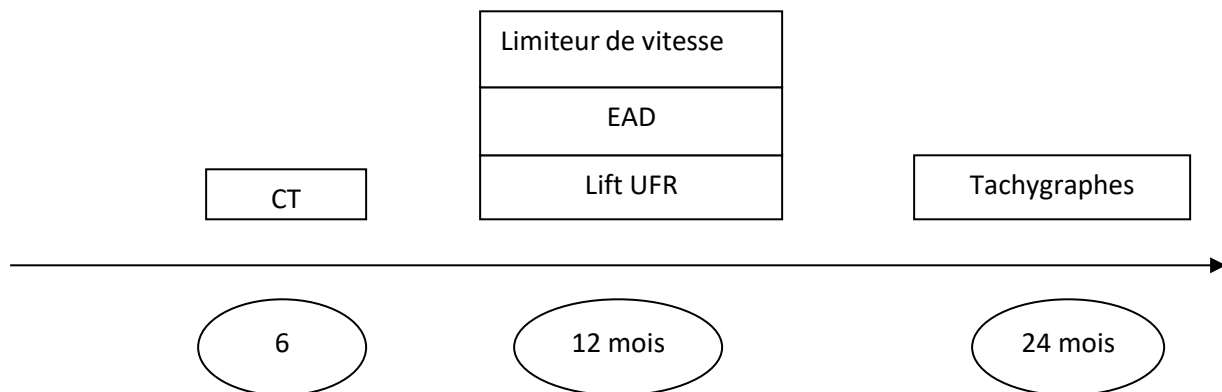 Limiteur de vitesse
EAD
Lift UFR
CT
Tachygraphes
6
12 mois
24 mois